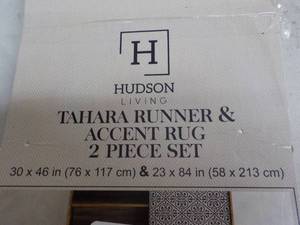 H
HUDSON
LIVING
TAHARA RUNNER &
ACCENT RUG
2 PIECE SET
30 x 46 in (76 x 117 cm) & 23 x 84 in (58 x 213 cm)